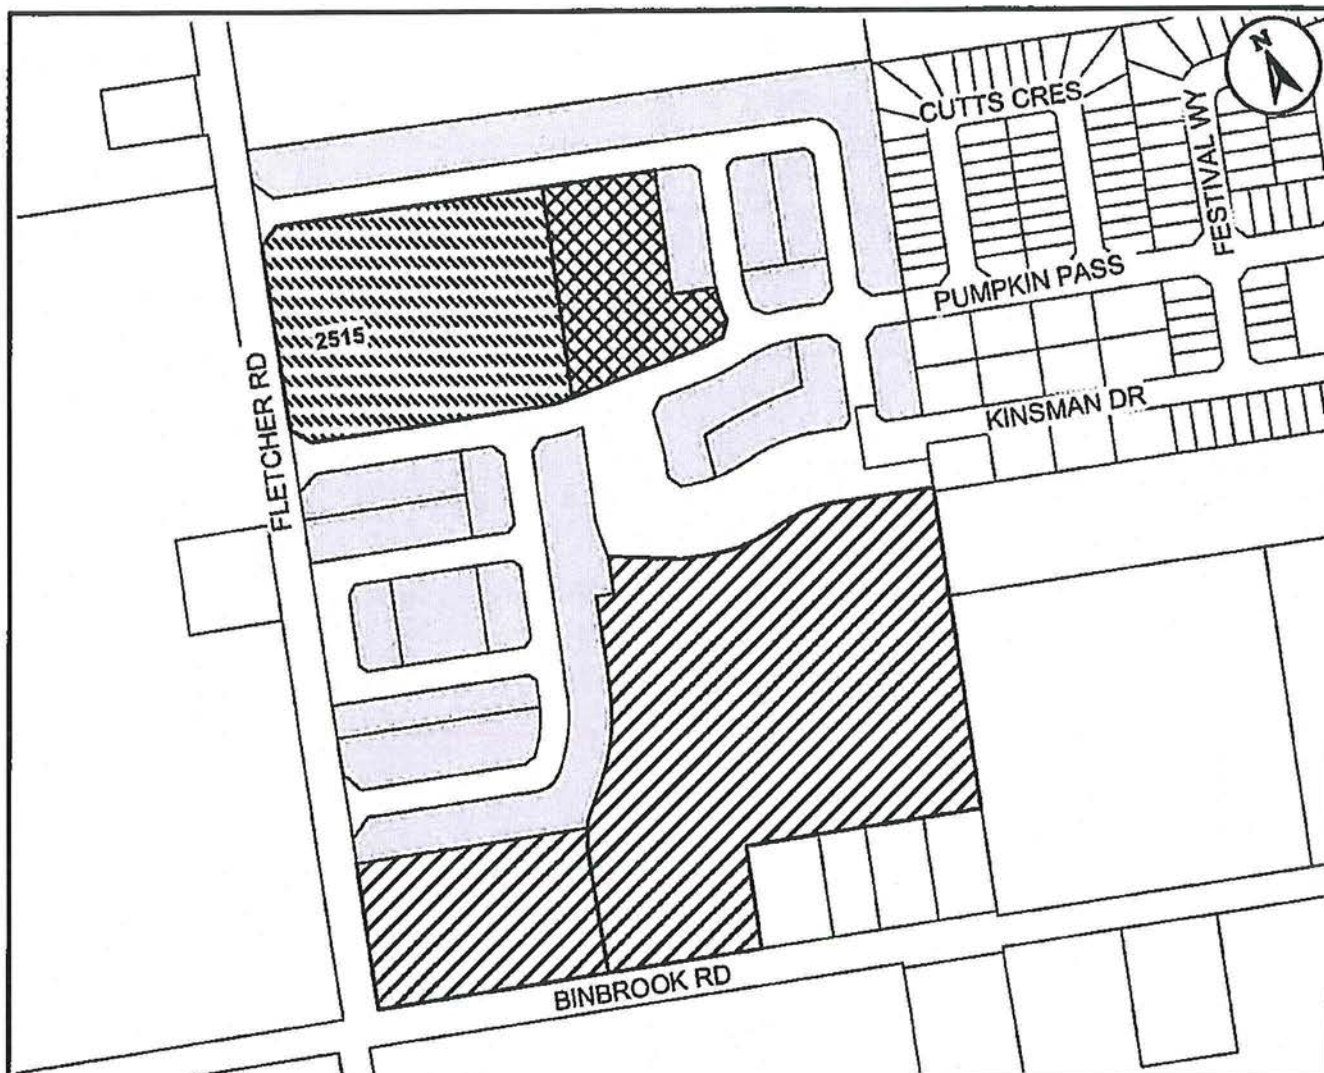 N
CUTTS CRES
FESTIVAL WY
PUMPKIN PASS
2515
FLETCHER RD
KINSMAN DR
BINBROOK RD